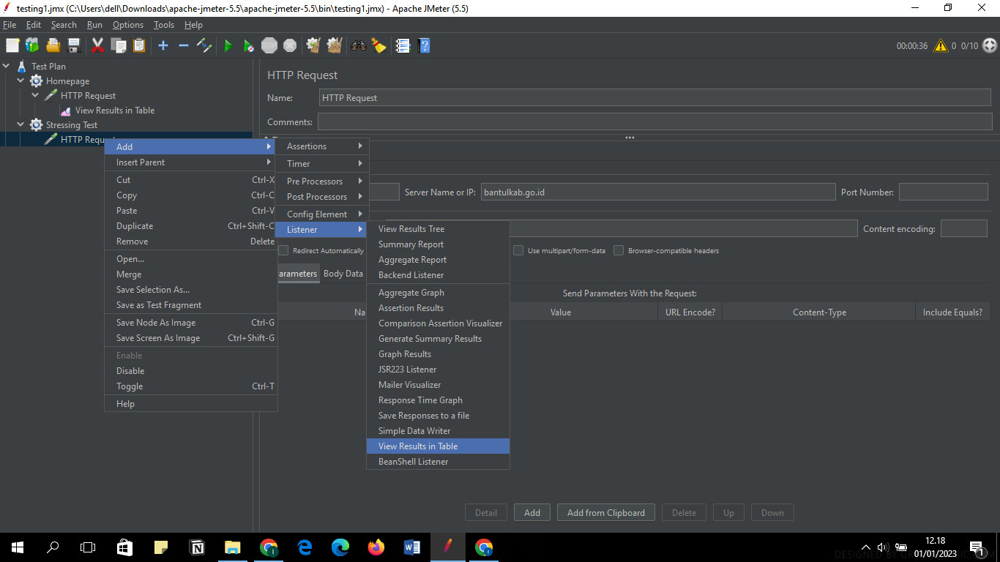 testing1.jmx (C:\Users\dell\Downloads\apache-jmeter-5.5\apache-jmeter-5.5\bin\testing1.jmx) - Apache JMeter (5.5)
File Edit Search Run Options Tools Help
00:00:36 0 0/10
Test Plan
Homepage
HTTP Request
View Results in Table
Stressing Test
HTTP Reque
HTTP Request
Name: HTTP Request
Comments:
Server Name or IP: bantulkab.go.id Port Number:
Content encoding:
Redirect Automatically Use multipart/form-data Browser-compatible headers
arameters Body Data
Send Parameters With the Request:
Na Value URL Encode? Content-Type Include Equals?
Detail Add Add from Clipboard Delete Up Down
Add
Insert Parent
Cut Ctrl-X
Copy Ctrl-C
Paste Ctrl-V
Duplicate Ctrl+Shift-C
Remove Delete
Open...
Merge
Save Selection As...
Save as Test Fragment
Save Node As Image Ctrl-G
Save Screen As Image Ctrl+Shift-G
Enable
Disable
Toggle Ctrl-T
Help
Assertions
Timer
Pre Processors
Post Processors
Config Element
Listener
View Results Tree
Summary Report
Aggregate Report
Backend Listener
Aggregate Graph
Assertion Results
Comparison Assertion Visualizer
Generate Summary Results
Graph Results
JSR223 Listener
Mailer Visualizer
Response Time Graph
Save Responses to a file
Simple Data Writer
View Results in Table
BeanShell Listener
12.18
01/01/2023
1